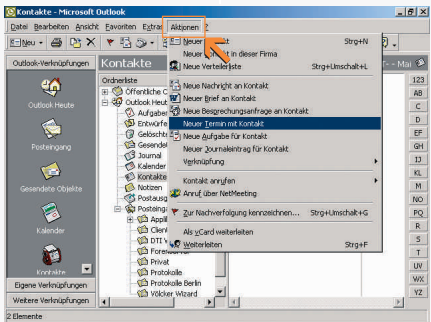 Kontakte - Microsoft Outlook
Datei Bearbeiten Ansicht Favoriten Extras Aktionen ?
Neu
Neuer
Strg+N
Neuer in dieser Firma
Neue Verteilerliste Strg+Umschalt+L
Neue Nachricht an Kontakt
Neuer Brief an Kontakt
Neue Besprechungsanfrage an Kontakt
Neuer Termin mit Kontakt
Neue Aufgabe für Kontakt
Neuer Journaleintrag für Kontakt
Verknüpfung
Kontakt anrufen
Anruf über NetMeeting
Zur Nachverfolgung kennzeichnen... Strg+Umschalt+G
Als vCard weiterleiten
Weiterleiten Strg+F
Outlook-Verknüpfungen
Outlook Heute
Posteingang
Gesendete Objekte
Kalender
Kontakte
Eigene Verknüpfungen
Weitere Verknüpfungen
Kontakte
Mai
Ordnerliste
Öffentliche O
Outlook Heut
Aufgaben
Entwürfe
Gelöscht
Gesendet
Journal
Kalender
Kontakte
Notizen
Postausg
Posteing
Appli
Clien
DTI V
Privat
Protokolle
Protokolle Berlin
Völcker Wizard
123
AB
C
D
EF
GH
IJ
KL
M
NO
PQ
R
S
T
UV
WX
YZ
2 Elemente